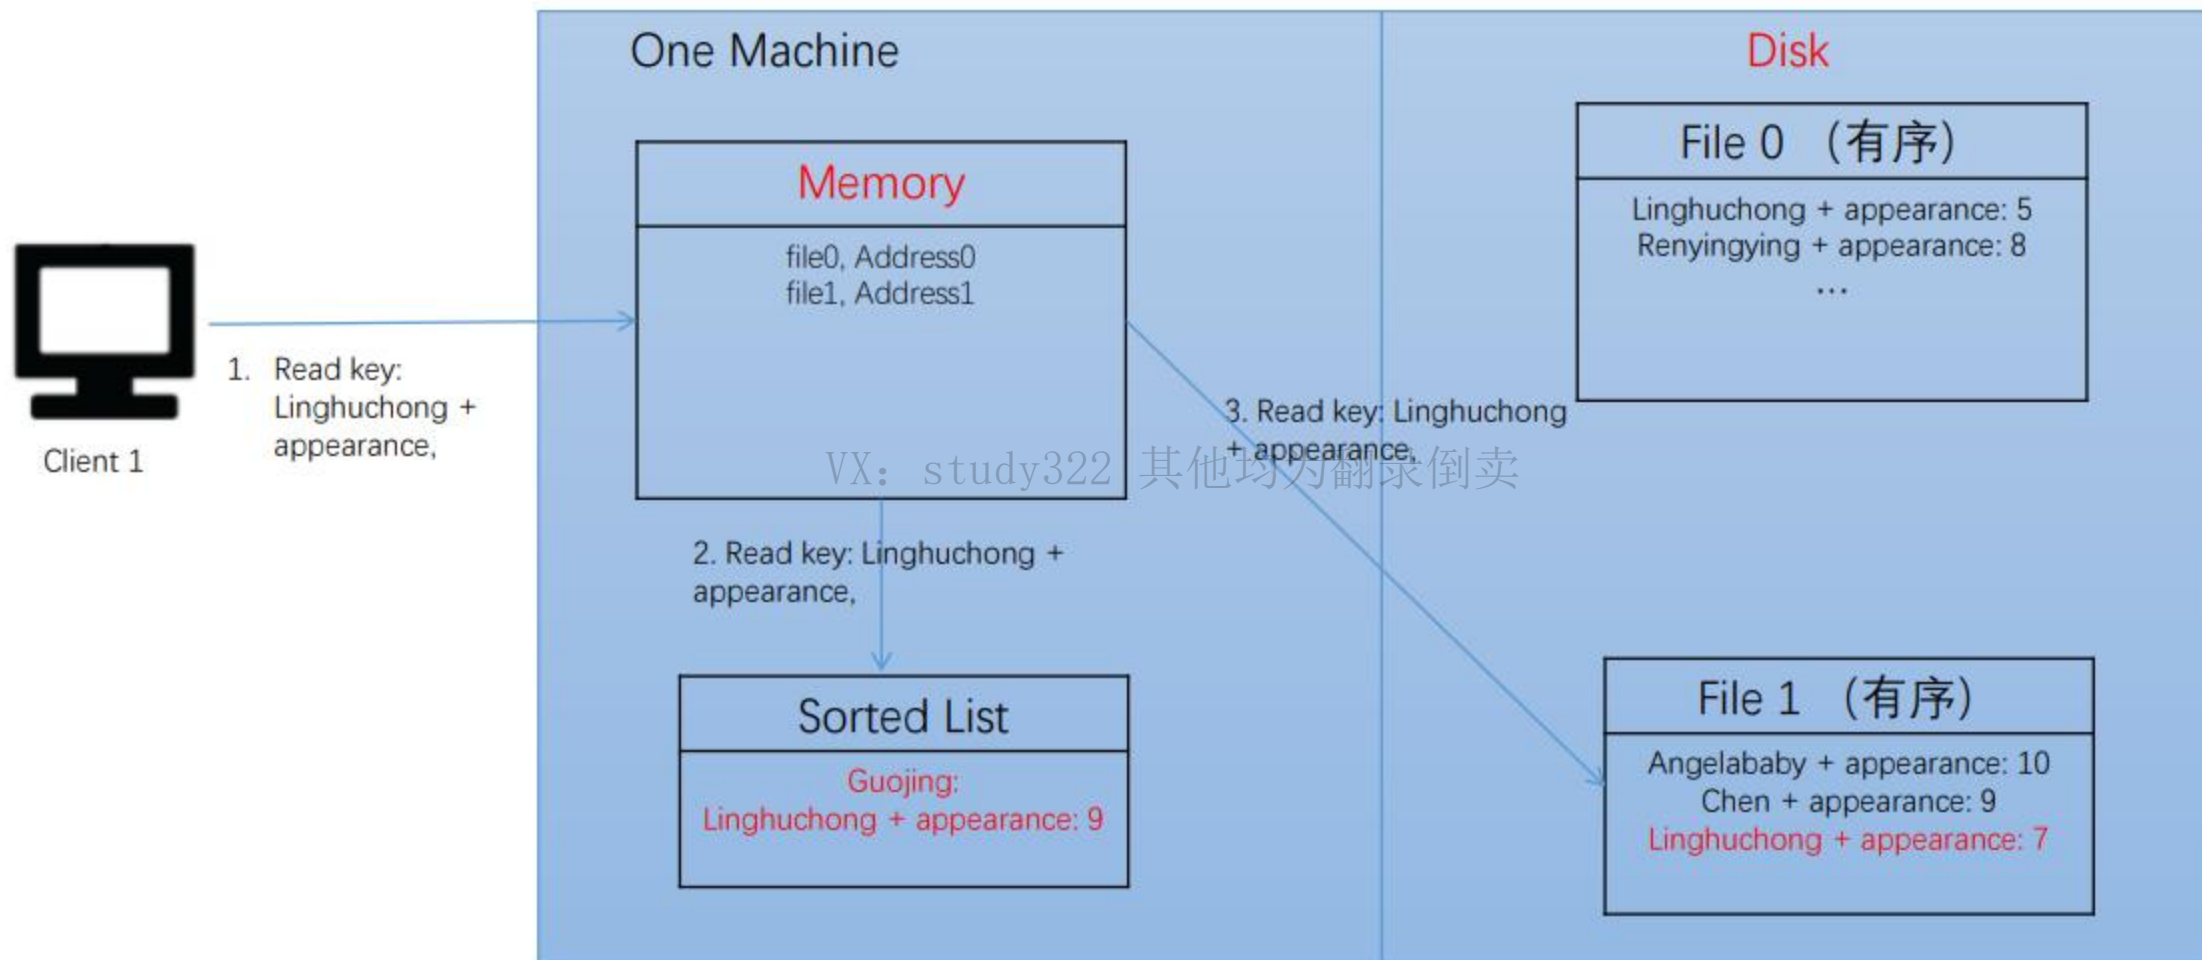 One Machine
Disk
Memory
file0, Address0
file1, Address1
File 0 （有序）
Linghuchong + appearance: 5
Renyingying + appearance: 8
...
Client 1
1. Read key:
Linghuchong +
appearance,
3. Read key: Linghuchong
+ appearance,
VX: study322 其他均为翻录倒卖
2. Read key: Linghuchong +
appearance,
Sorted List
Guojing:
Linghuchong + appearance: 9
File 1 （有序）
Angelababy + appearance: 10
Chen + appearance: 9
Linghuchong + appearance: 7